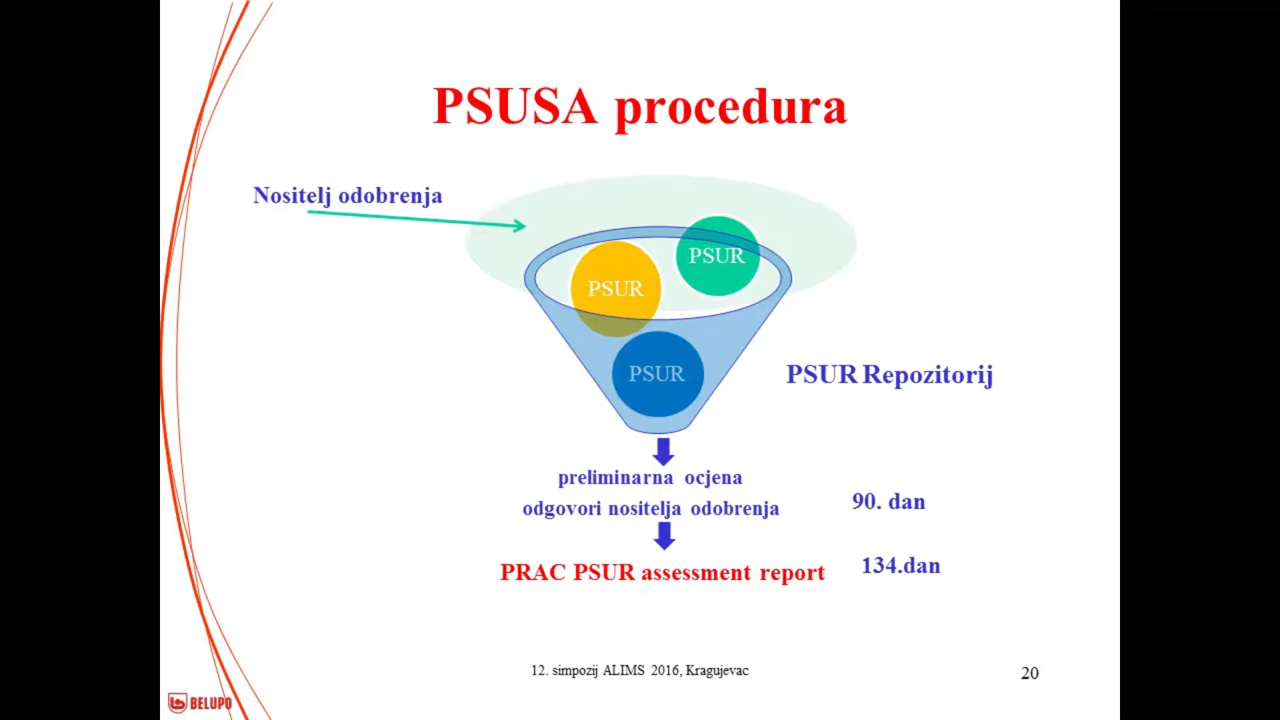 PSUSA procedura
Nositelj odobrenja
PSUR
PSUR
PSUR
PSUR Repozitorij
preliminarna ocjena
odgovori nositelja odobrenja
90. dan
PRAC PSUR assessment report
134.dan
12. simpozij ALIMS 2016, Kragujevac
20
BELUPO